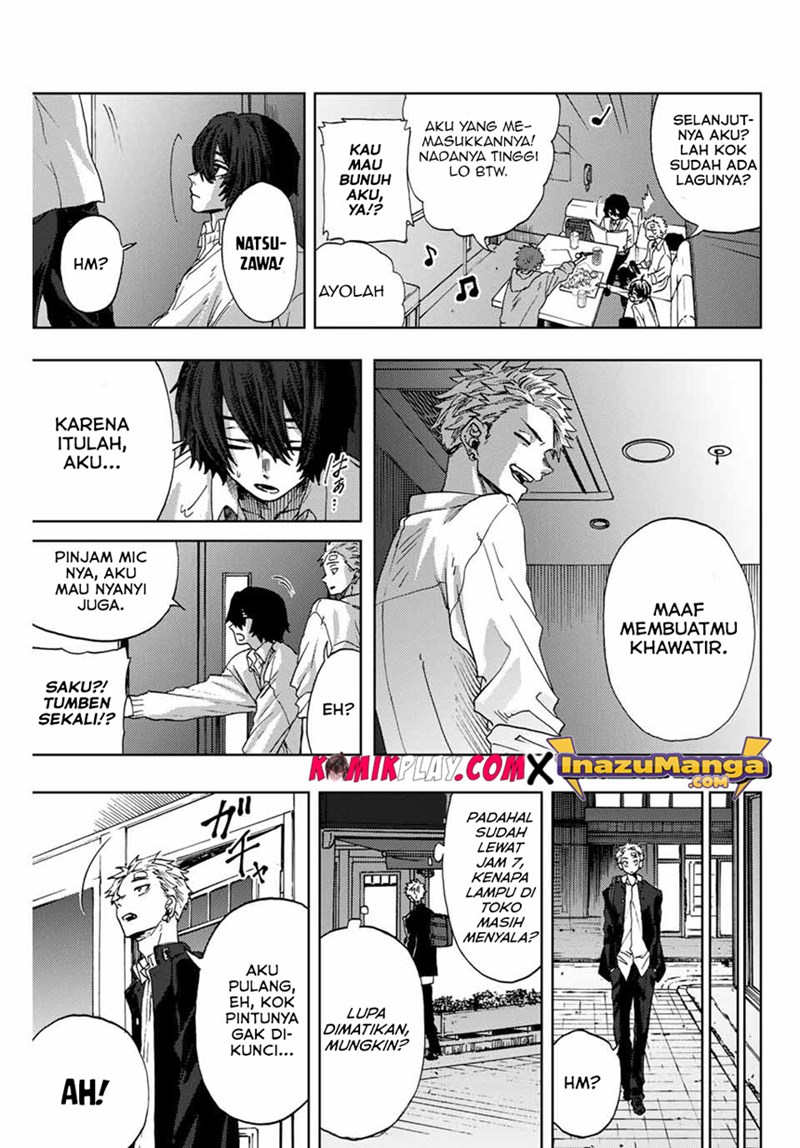 SELANJUT-
NYA AKU?
LAH KOK
SUDAH ADA
LAGUNYA?
AKU YANG ME-
MASUKKANNYA!
NADANYA TINGGI
LO BTW.
KAU
MAU
BUNUH
AKU,
YA!?
AYOLAH
NATSU-
ZAWA!
HM?
MAAF
MEMBUATMU
KHAWATIR.
KARENA
ITULAH,
AKU...
はぁ…
PINJAM MIC
NYA, AKU
MAU NYANYI
JUGA.
EH?
SAKU?!
TUMBEN
SEKALI!?
KOMIKPLAY.COM X INAZUMANGA
.COM
HM?
PADAHAL
SUDAH
LEWAT
JAM 7,
KENAPA
LAMPU DI
TOKO
MASIH
MENYALA?
LUPA
DIMATIKAN,
MUNGKIN?
ガチャ
AKU
PULANG,
EH, KOK
PINTUNYA
GAK DI-
KUNCI...
AH!